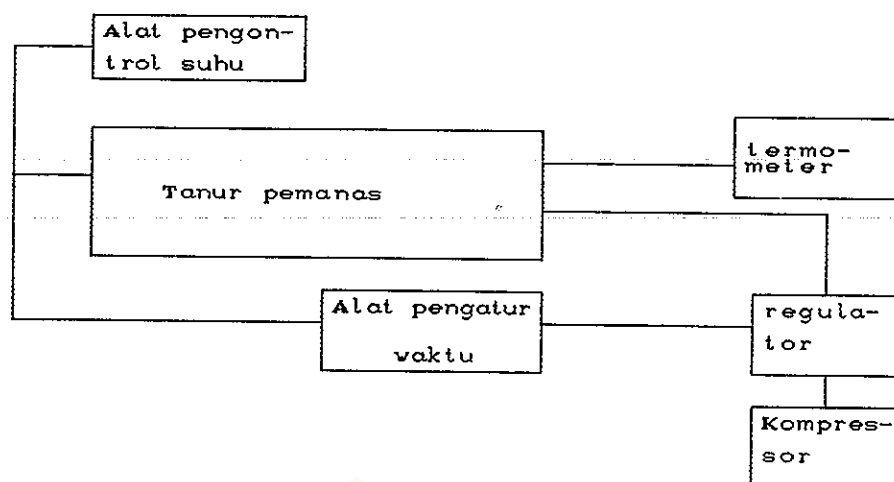 Alat pengon-
trol suhu
termo-
meter
Tanur pemanas
Alat pengatur
waktu
regula-
tor
Kompres-
sor